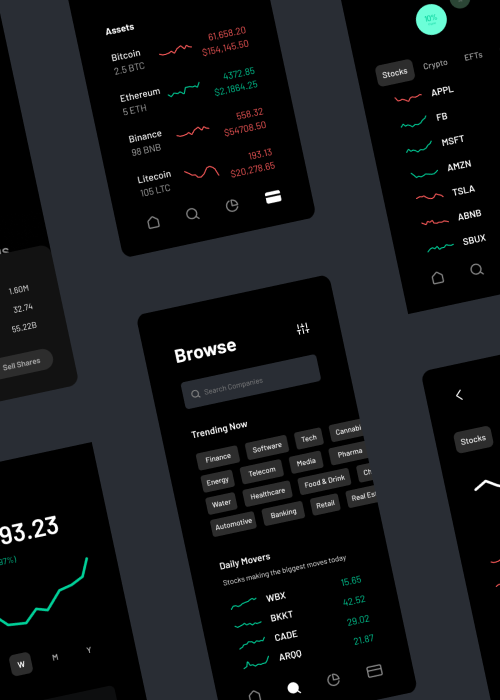 Assets
Bitcoin 61,658.20
2.5 BTC $154,145.50
Ethereum 4372.85
5 ETH $2,1864.25
Binance 558.32
98 BNB $54708.50
Litecoin 193.13
105 LTC $20,278.65
10%
Stocks Crypto EFTs
APPL
FB
MSFT
AMZN
TSLA
ABNB
SBUX
1.60M
32.74
55.22B
Sell Shares
93.23
W M Y
Browse
Search Companies
Trending Now
Finance Software Tech Cannabi
Energy Telecom Media Pharma
Water Healthcare Food & Drink Ch
Automotive Banking Retail Real Es
Daily Movers
Stocks making the biggest moves today
WBX 15.65
BKKT 42.52
CADE 29.02
ARQQ 21.87
Stocks